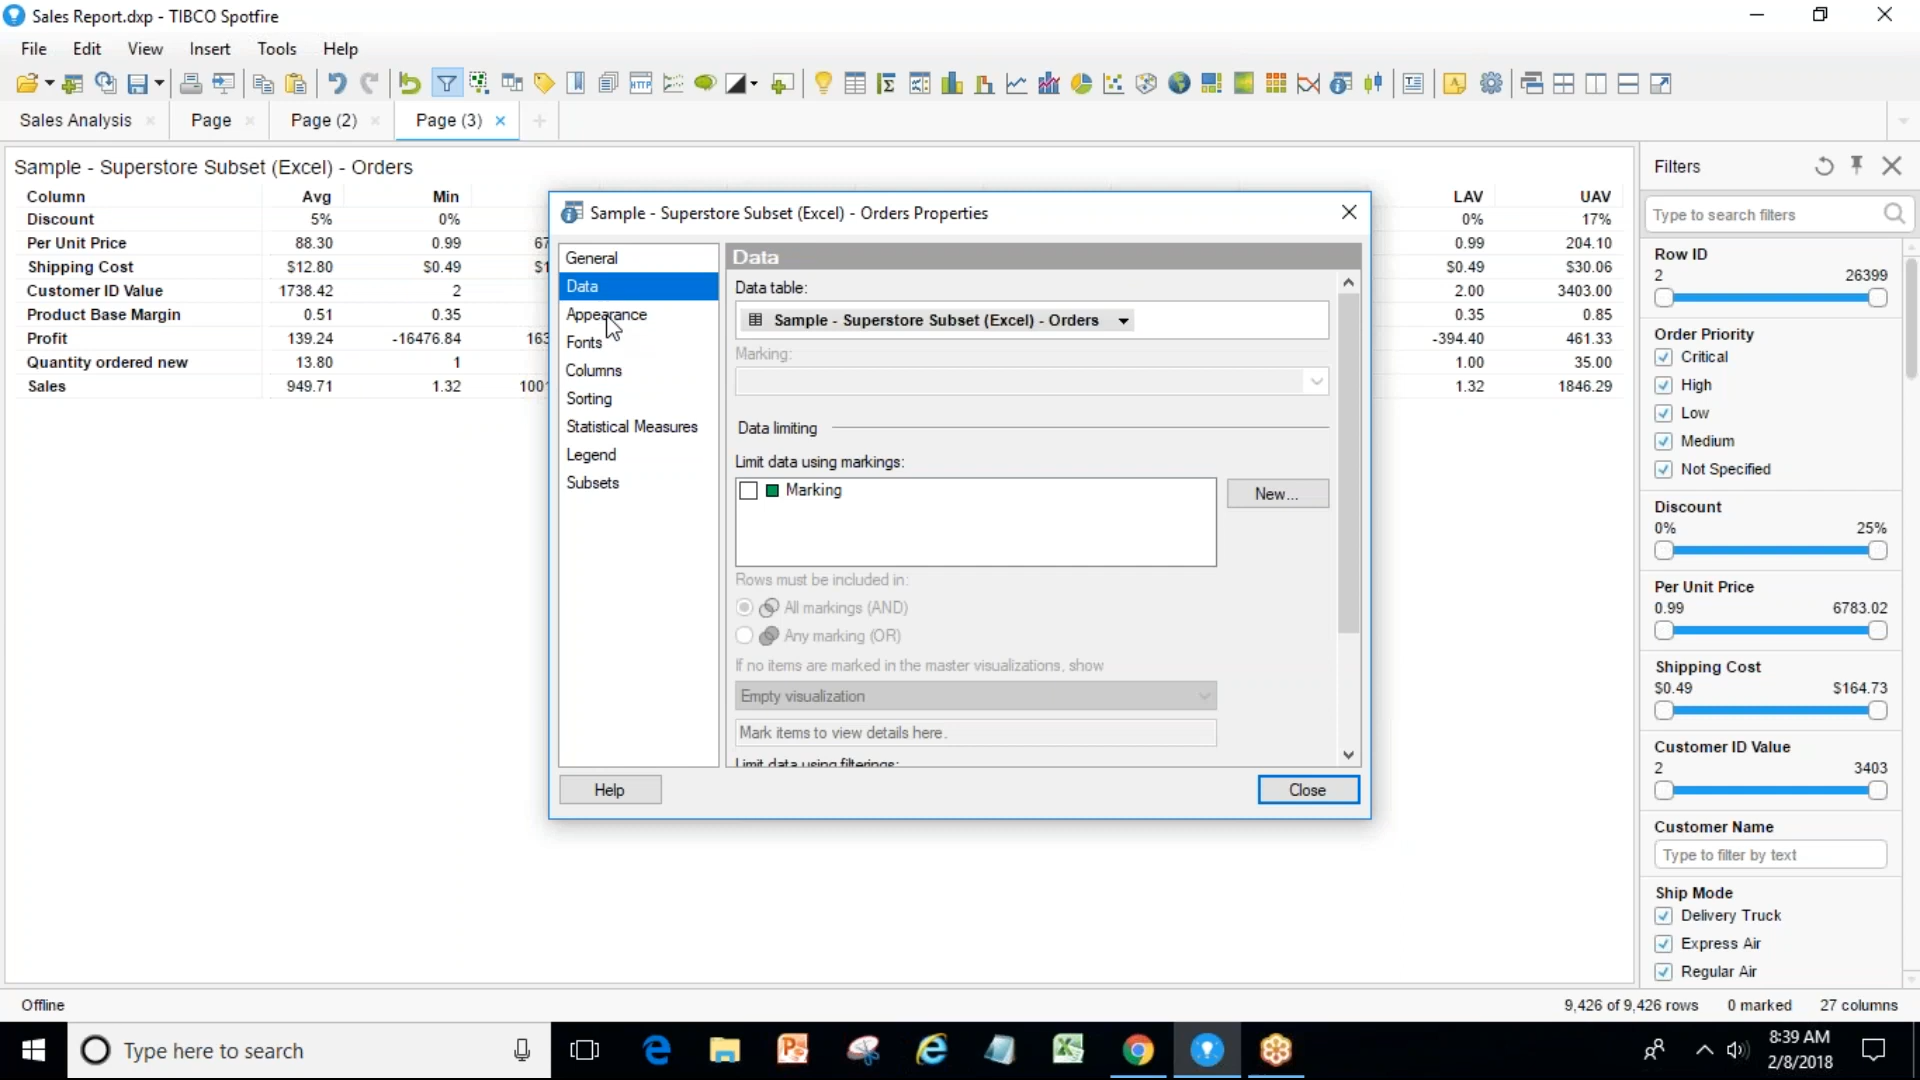 Sales Report.dxp - TIBCO Spotfire
File Edit View Insert Tools Help
Sales Analysis Page Page (2) Page (3)
Sample - Superstore Subset (Excel) - Orders
Column Avg Min LAV UAV
Discount 5% 0% 0% 17%
Per Unit Price 88.30 0.99 67 0.99 204.10
Shipping Cost $12.80 $0.49 $1 $0.49 $30.06
Customer ID Value 1738.42 2 2.00 3403.00
Product Base Margin 0.51 0.35 0.35 0.85
Profit 139.24 -16476.84 163 -394.40 461.33
Quantity ordered new 13.80 1 1.00 35.00
Sales 949.71 1.32 100 1.32 1846.29
Sample - Superstore Subset (Excel) - Orders Properties
General
Data
Appearance
Fonts
Columns
Sorting
Statistical Measures
Legend
Subsets
Data
Data table:
Sample - Superstore Subset (Excel) - Orders
Marking:
Data limiting
Limit data using markings:
Marking
New...
Rows must be included in:
All markings (AND)
Any marking (OR)
If no items are marked in the master visualizations, show
Empty visualization
Mark items to view details here.
Limit data using filterings:
Help Close
Filters
Type to search filters
Row ID
2 26399
Order Priority
Critical
High
Low
Medium
Not Specified
Discount
0% 25%
Per Unit Price
0.99 6783.02
Shipping Cost
$0.49 $164.73
Customer ID Value
2 3403
Customer Name
Type to filter by text
Ship Mode
Delivery Truck
Express Air
Regular Air
Offline 9,426 of 9,426 rows 0 marked 27 columns
Type here to search
8:39 AM
2/8/2018